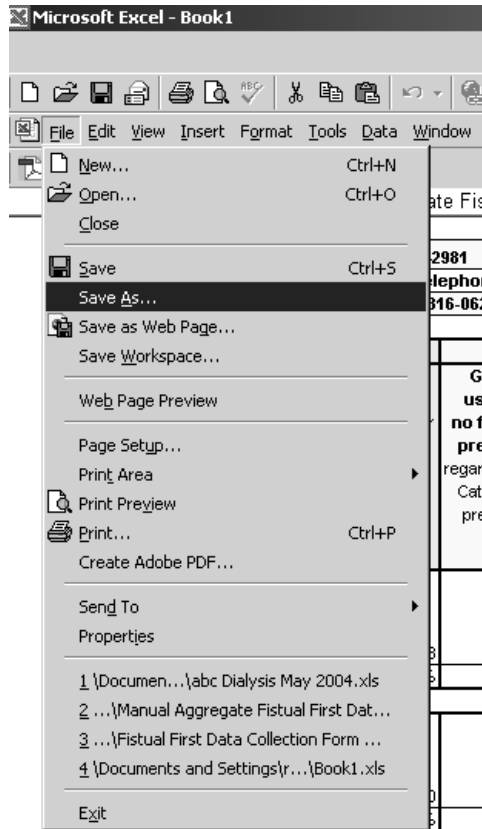 Microsoft Excel - Book1
ABC
File Edit View Insert Format Tools Data Window
New... Ctrl+N
Open... Ctrl+O
Close
Save Ctrl+S
Save As...
Save as Web Page...
Save Workspace...
Web Page Preview
Page Setup...
Print Area
Print Preview
Print... Ctrl+P
Create Adobe PDF...
Send To
Properties
1 \Documen...\abc Dialysis May 2004.xls
2 ...\Manual Aggregate Fistual First Dat...
3 ...\Fistual First Data Collection Form ...
4 \Documents and Settings\r...\Book1.xls
Exit
ate Fis
2981
lepho
816-062
G
us
no f
pre
regar
Cat
pre